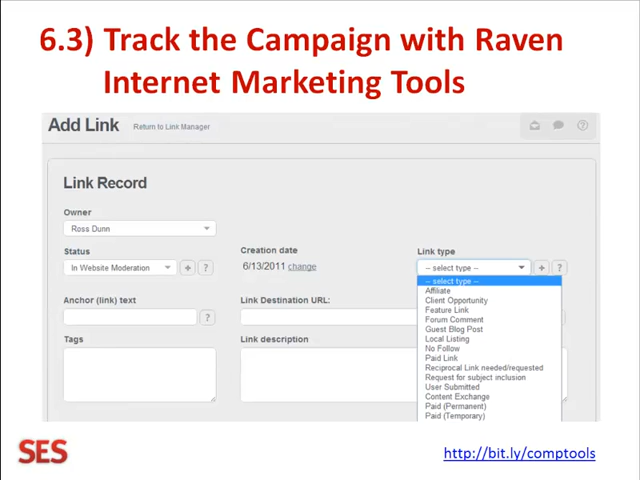 6.3) Track the Campaign with Raven
Internet Marketing Tools
Add Link
Return to Link Manager
?
Link Record
Owner
Ross Dunn
Status
Creation date
Link type
In Website Moderation
+
?
6/13/2011 change
-- select type --
+
?
-- select type --
Affiliate
Client Opportunity
Feature Link
Forum Comment
Guest Blog Post
Local Listing
No Follow
Paid Link
Reciprocal Link needed/requested
Request for subject inclusion
User Submitted
Content Exchange
Paid (Permanent)
Paid (Temporary)
Anchor (link) text
Link Destination URL:
?
Tags
Link description
SES
http://bit.ly/comptools